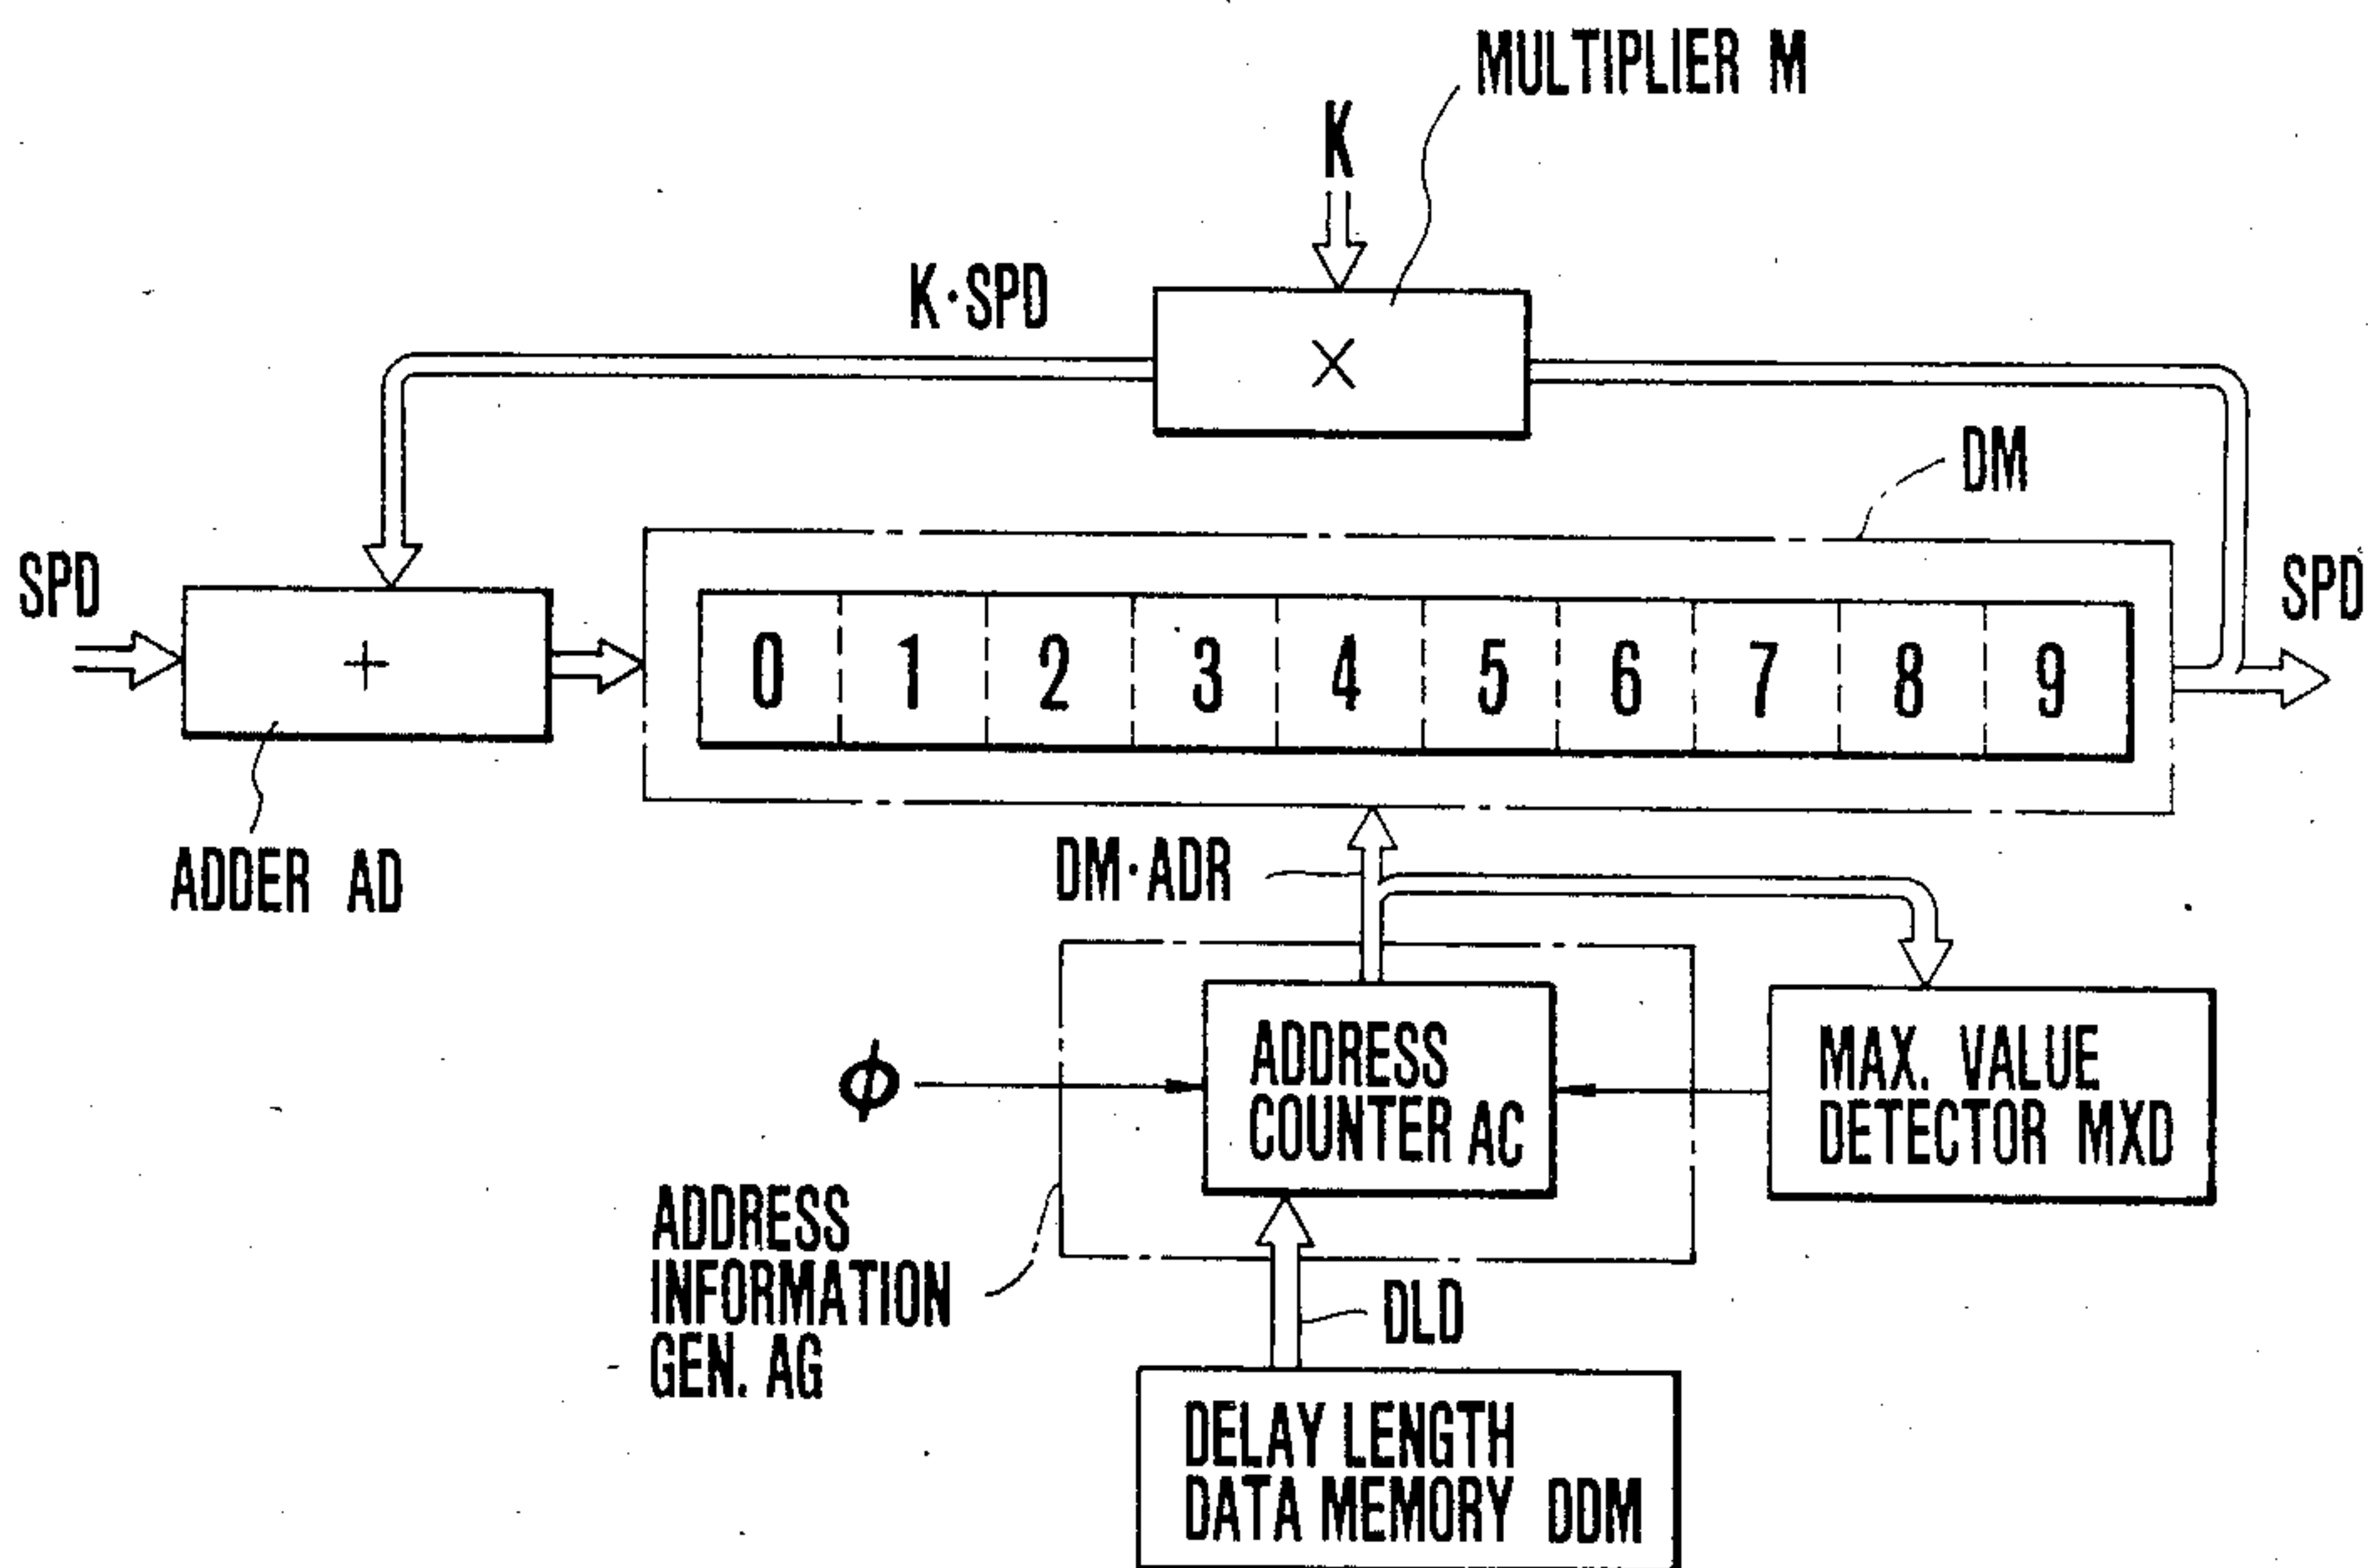 MULTIPLIER M
K
K·SPD
×
DM
SPD
SPD
+
0 1 2 3 4 5 6 7 8 9
ADDER AD
DM·ADR
ϕ
ADDRESS
COUNTER AC
MAX. VALUE
DETECTOR MXD
ADDRESS
INFORMATION
GEN. AG
DLD
DELAY LENGTH
DATA MEMORY DDM